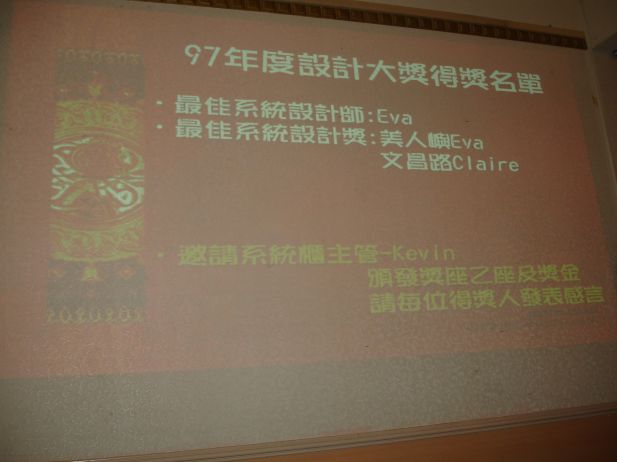 97年度設計大獎得獎名單
・最佳系統設計師:Eva
・最佳系統設計獎:美人嶼Eva
文昌路Claire
・邀請系統櫃主管-Kevin
頒發獎座乙座及獎金
請每位得獎人發表感言